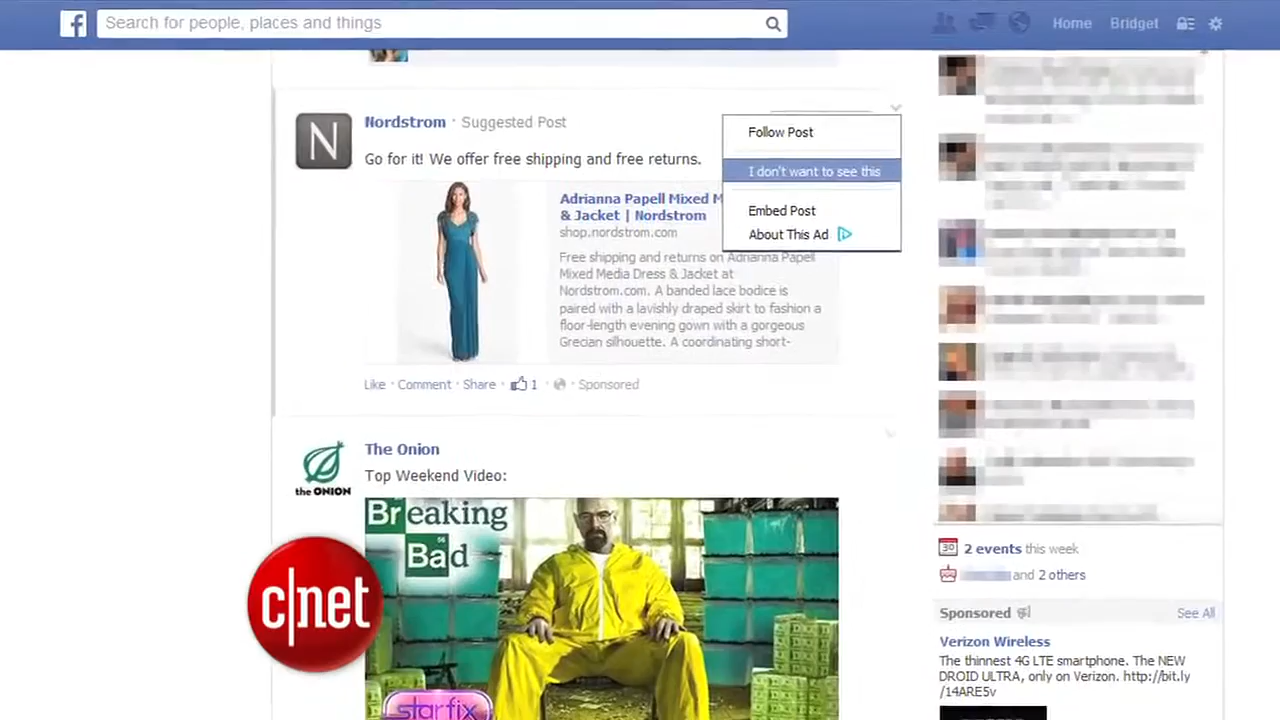 Search for people, places and things
Home
Bridget
Nordstrom · Suggested Post
Go for it! We offer free shipping and free returns.
Adrianna Papell Mixed M
& Jacket | Nordstrom
shop.nordstrom.com
Free shipping and returns on Adrianna Papell
Mixed Media Dress & Jacket at
Nordstrom.com. A banded lace bodice is
paired with a lavishly draped skirt to fashion a
floor-length evening gown with a gorgeous
Grecian silhouette. A coordinating short-
Like · Comment · Share · 1 · Sponsored
Follow Post
I don't want to see this
Embed Post
About This Ad
The Onion
Top Weekend Video:
the ONION
Breaking
56
Bad
c|net
starfix
30
2 events this week
and 2 others
Sponsored
See All
Verizon Wireless
The thinnest 4G LTE smartphone. The NEW
DROID ULTRA, only on Verizon. http://bit.ly
/14ARE5v